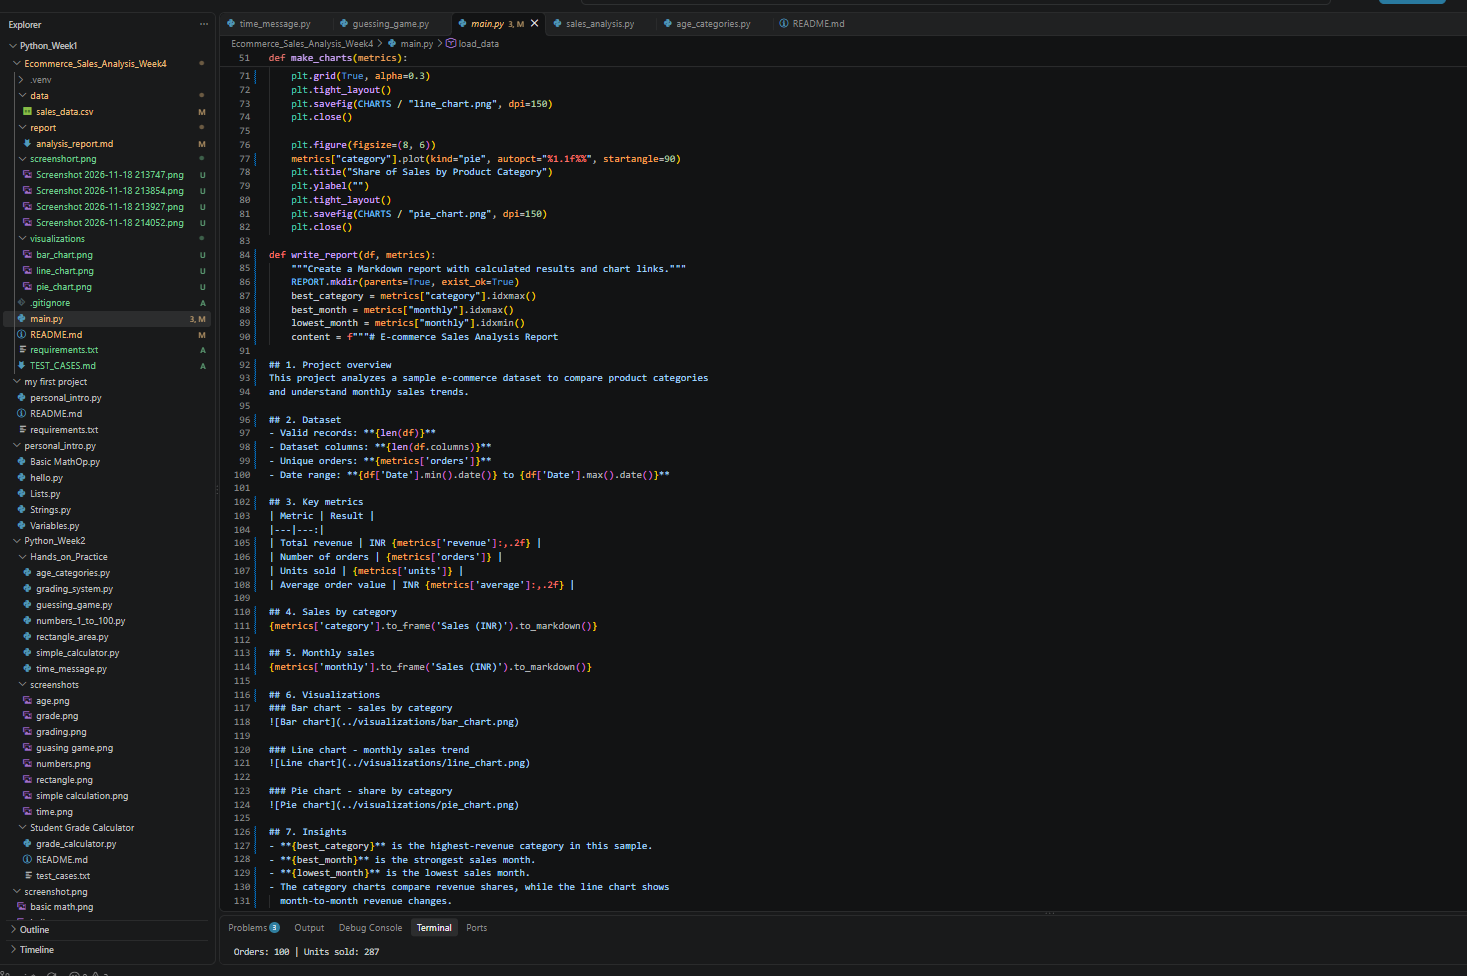 Explorer
Python_Week1
Ecommerce_Sales_Analysis_Week4
.venv
data
sales_data.csv M
report
analysis_report.md M
screenshort.png
Screenshot 2026-11-18 213747.png U
Screenshot 2026-11-18 213854.png U
Screenshot 2026-11-18 213927.png U
Screenshot 2026-11-18 214052.png U
visualizations
bar_chart.png U
line_chart.png U
pie_chart.png U
.gitignore A
main.py 3, M
README.md M
requirements.txt A
TEST_CASES.md A
my first project
personal_intro.py
README.md
requirements.txt
personal_intro.py
Basic MathOp.py
hello.py
Lists.py
Strings.py
Variables.py
Python_Week2
Hands_on_Practice
age_categories.py
grading_system.py
guessing_game.py
numbers_1_to_100.py
rectangle_area.py
simple_calculator.py
time_message.py
screenshots
age.png
grade.png
grading.png
guasing game.png
numbers.png
rectangle.png
simple calculation.png
time.png
Student Grade Calculator
grade_calculator.py
README.md
test_cases.txt
screenshot.png
basic math.png
Outline
Timeline
time_message.py
guessing_game.py
main.py 3, M
sales_analysis.py
age_categories.py
README.md
Ecommerce_Sales_Analysis_Week4 > main.py > load_data
51 def make_charts(metrics):
71 plt.grid(True, alpha=0.3)
72 plt.tight_layout()
73 plt.savefig(CHARTS / "line_chart.png", dpi=150)
74 plt.close()
75
76 plt.figure(figsize=(8, 6))
77 metrics["category"].plot(kind="pie", autopct="%1.1f%%", startangle=90)
78 plt.title("Share of Sales by Product Category")
79 plt.ylabel("")
80 plt.tight_layout()
81 plt.savefig(CHARTS / "pie_chart.png", dpi=150)
82 plt.close()
83
84 def write_report(df, metrics):
85 """Create a Markdown report with calculated results and chart links."""
86 REPORT.mkdir(parents=True, exist_ok=True)
87 best_category = metrics["category"].idxmax()
88 best_month = metrics["monthly"].idxmax()
89 lowest_month = metrics["monthly"].idxmin()
90 content = f"""# E-commerce Sales Analysis Report
91
92 ## 1. Project overview
93 This project analyzes a sample e-commerce dataset to compare product categories
94 and understand monthly sales trends.
95
96 ## 2. Dataset
97 - Valid records: **{len(df)}**
98 - Dataset columns: **{len(df.columns)}**
99 - Unique orders: **{metrics['orders']}**
100 - Date range: **{df['Date'].min().date()} to {df['Date'].max().date()}**
101
102 ## 3. Key metrics
103 | Metric | Result |
104 |---|---:|
105 | Total revenue | INR {metrics['revenue']:,.2f} |
106 | Number of orders | {metrics['orders']} |
107 | Units sold | {metrics['units']} |
108 | Average order value | INR {metrics['average']:,.2f} |
109
110 ## 4. Sales by category
111 {metrics['category'].to_frame('Sales (INR)').to_markdown()}
112
113 ## 5. Monthly sales
114 {metrics['monthly'].to_frame('Sales (INR)').to_markdown()}
115
116 ## 6. Visualizations
117 ### Bar chart - sales by category
118 ![Bar chart](../visualizations/bar_chart.png)
119
120 ### Line chart - monthly sales trend
121 ![Line chart](../visualizations/line_chart.png)
122
123 ### Pie chart - share by category
124 ![Pie chart](../visualizations/pie_chart.png)
125
126 ## 7. Insights
127 - **{best_category}** is the highest-revenue category in this sample.
128 - **{best_month}** is the strongest sales month.
129 - **{lowest_month}** is the lowest sales month.
130 - The category charts compare revenue shares, while the line chart shows
131 month-to-month revenue changes.
Problems 3 Output Debug Console Terminal Ports
Orders: 100 | Units sold: 287